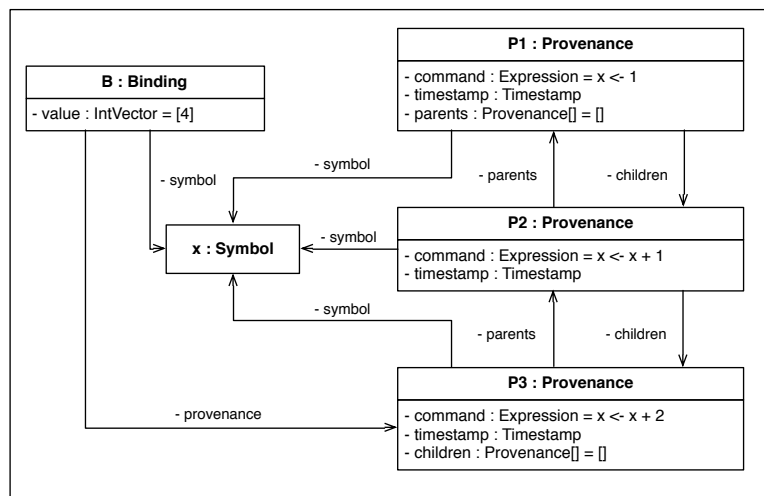 P1 : Provenance
- command : Expression = x <- 1
- timestamp : Timestamp
- parents : Provenance[] = []
B : Binding
- value : IntVector = [4]
- symbol
- symbol
- parents
- children
x : Symbol
- symbol
P2 : Provenance
- command : Expression = x <- x + 1
- timestamp : Timestamp
- symbol
- parents
- children
- provenance
P3 : Provenance
- command : Expression = x <- x + 2
- timestamp : Timestamp
- children : Provenance[] = []